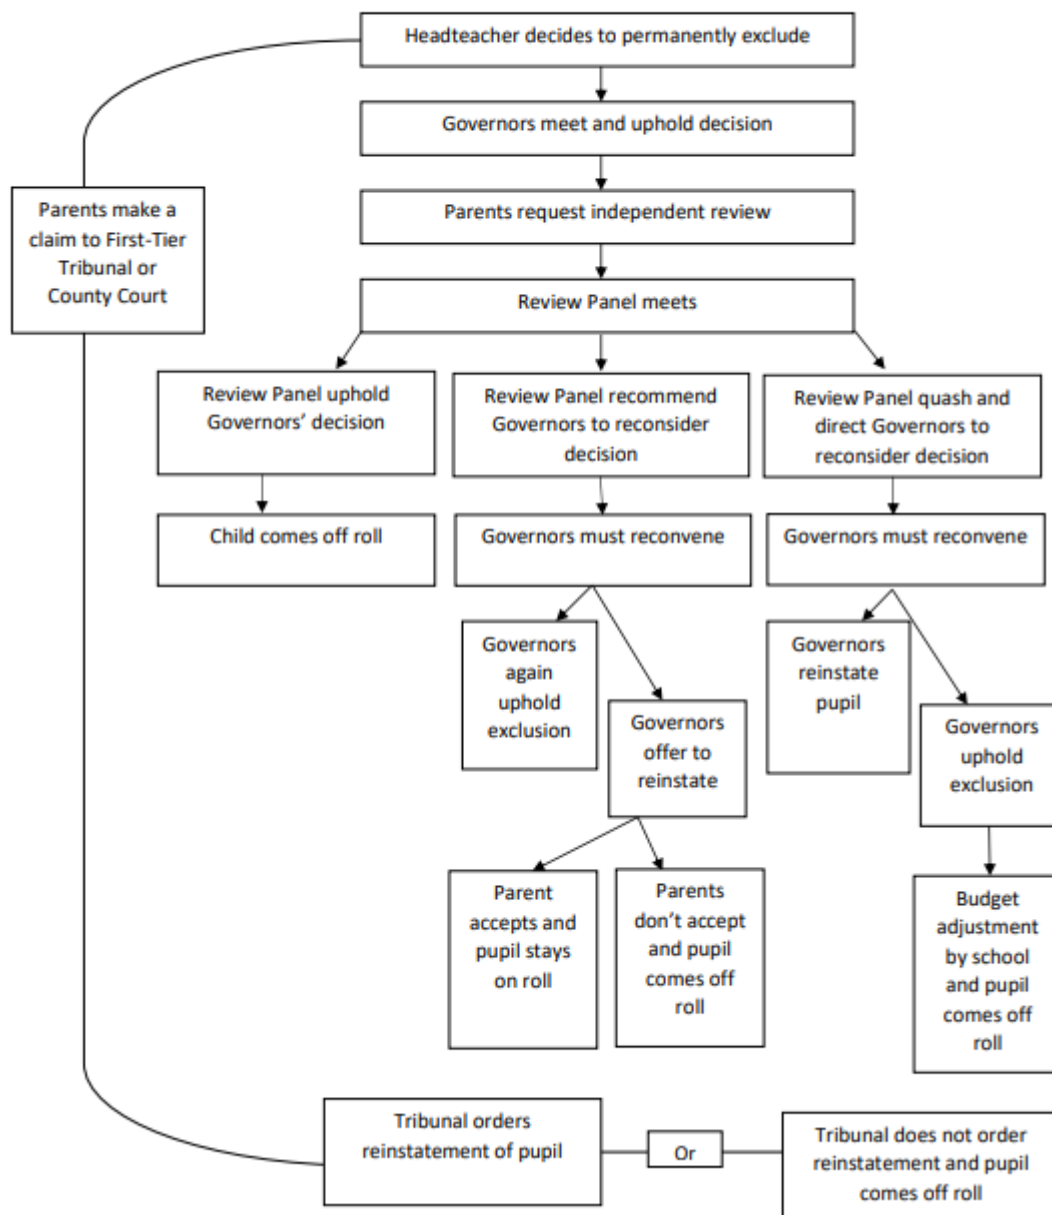 Headteacher decides to permanently exclude
Governors meet and uphold decision
Parents make a
claim to First-Tier
Tribunal or
County Court
Parents request independent review
Review Panel meets
Review Panel uphold
Governors’ decision
Review Panel recommend
Governors to reconsider
decision
Review Panel quash and
direct Governors to
reconsider decision
Child comes off roll
Governors must reconvene
Governors must reconvene
Governors
again
uphold
exclusion
Governors
offer to
reinstate
Governors
reinstate
pupil
Governors
uphold
exclusion
Parent
accepts and
pupil stays
on roll
Parents
don’t accept
and pupil
comes off
roll
Budget
adjustment
by school
and pupil
comes off
roll
Tribunal orders
reinstatement of pupil
Or
Tribunal does not order
reinstatement and pupil
comes off roll